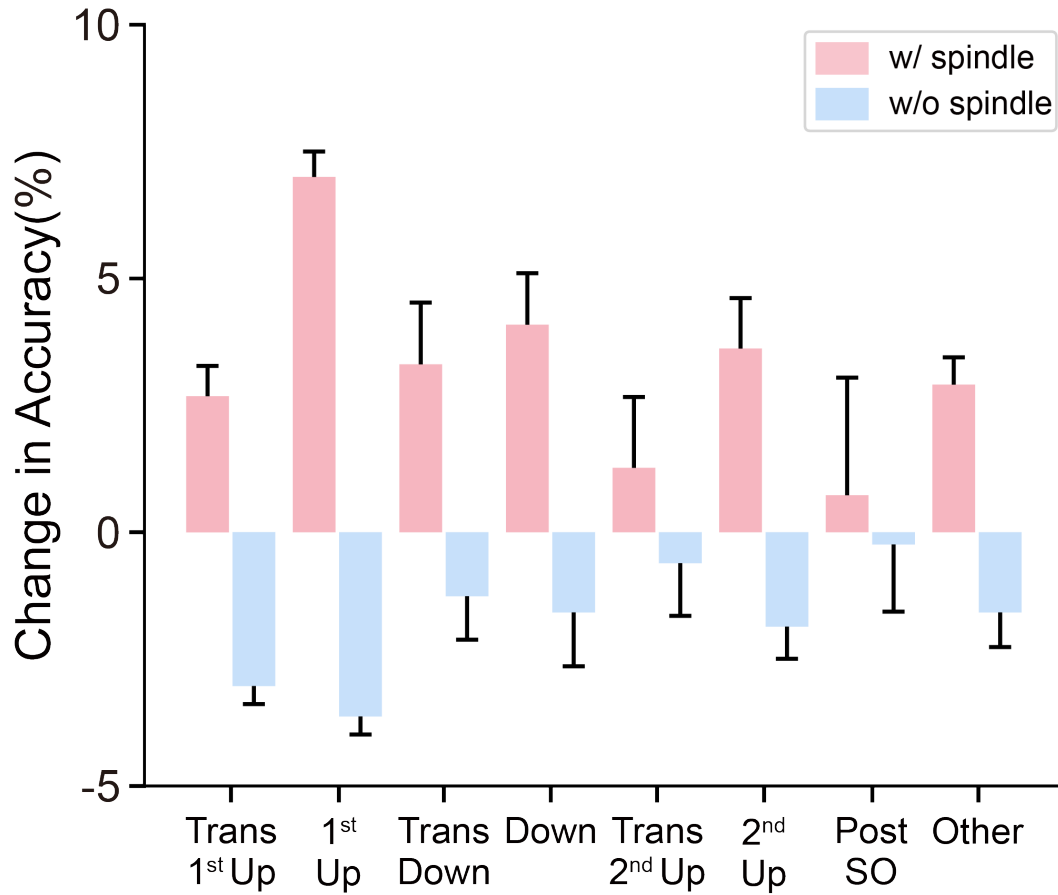 10
w/ spindle
w/o spindle
5
Change in Accuracy(%)
0
-5
Trans 1st Up
1st Up
Trans Down
Down
Trans 2nd Up
2nd Up
Post SO
Other